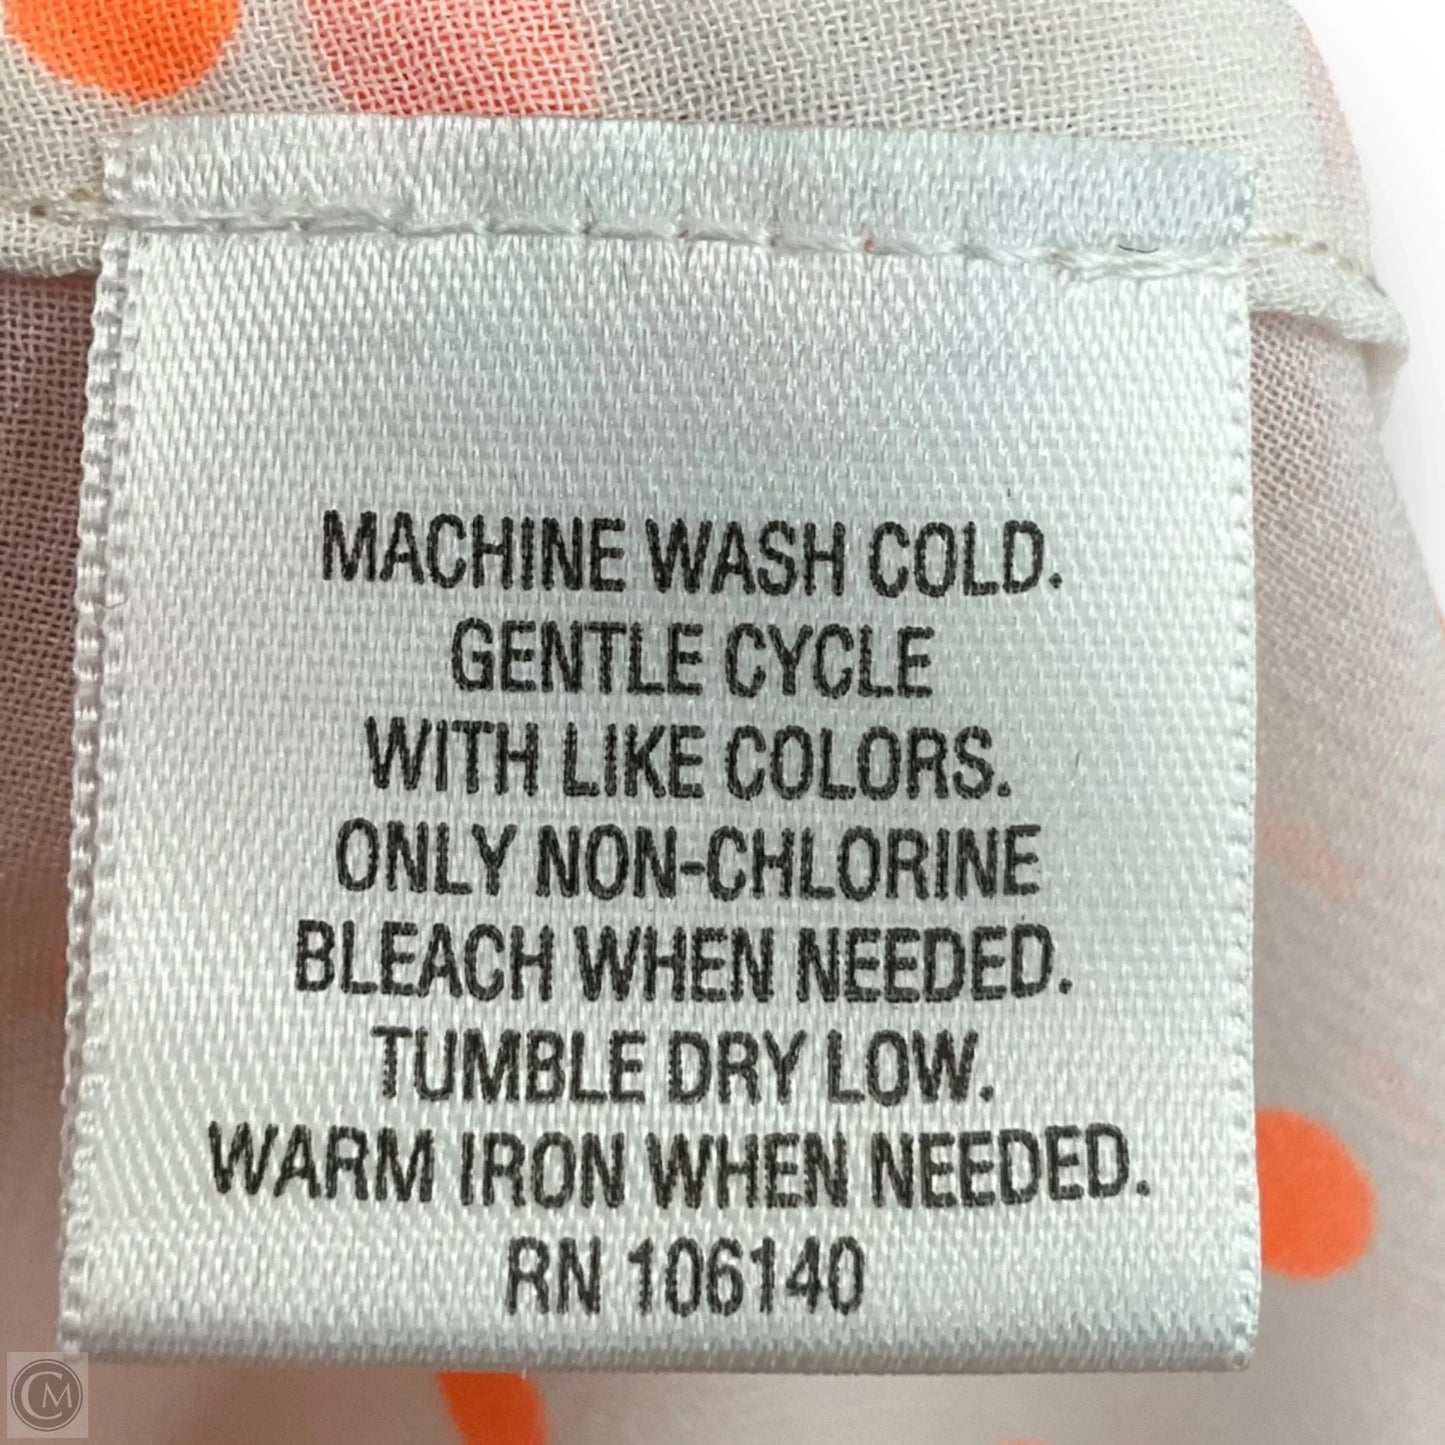 MACHINE WASH COLD.
GENTLE CYCLE
WITH LIKE COLORS.
ONLY NON-CHLORINE
BLEACH WHEN NEEDED.
TUMBLE DRY LOW.
WARM IRON WHEN NEEDED.
RN 106140
CM